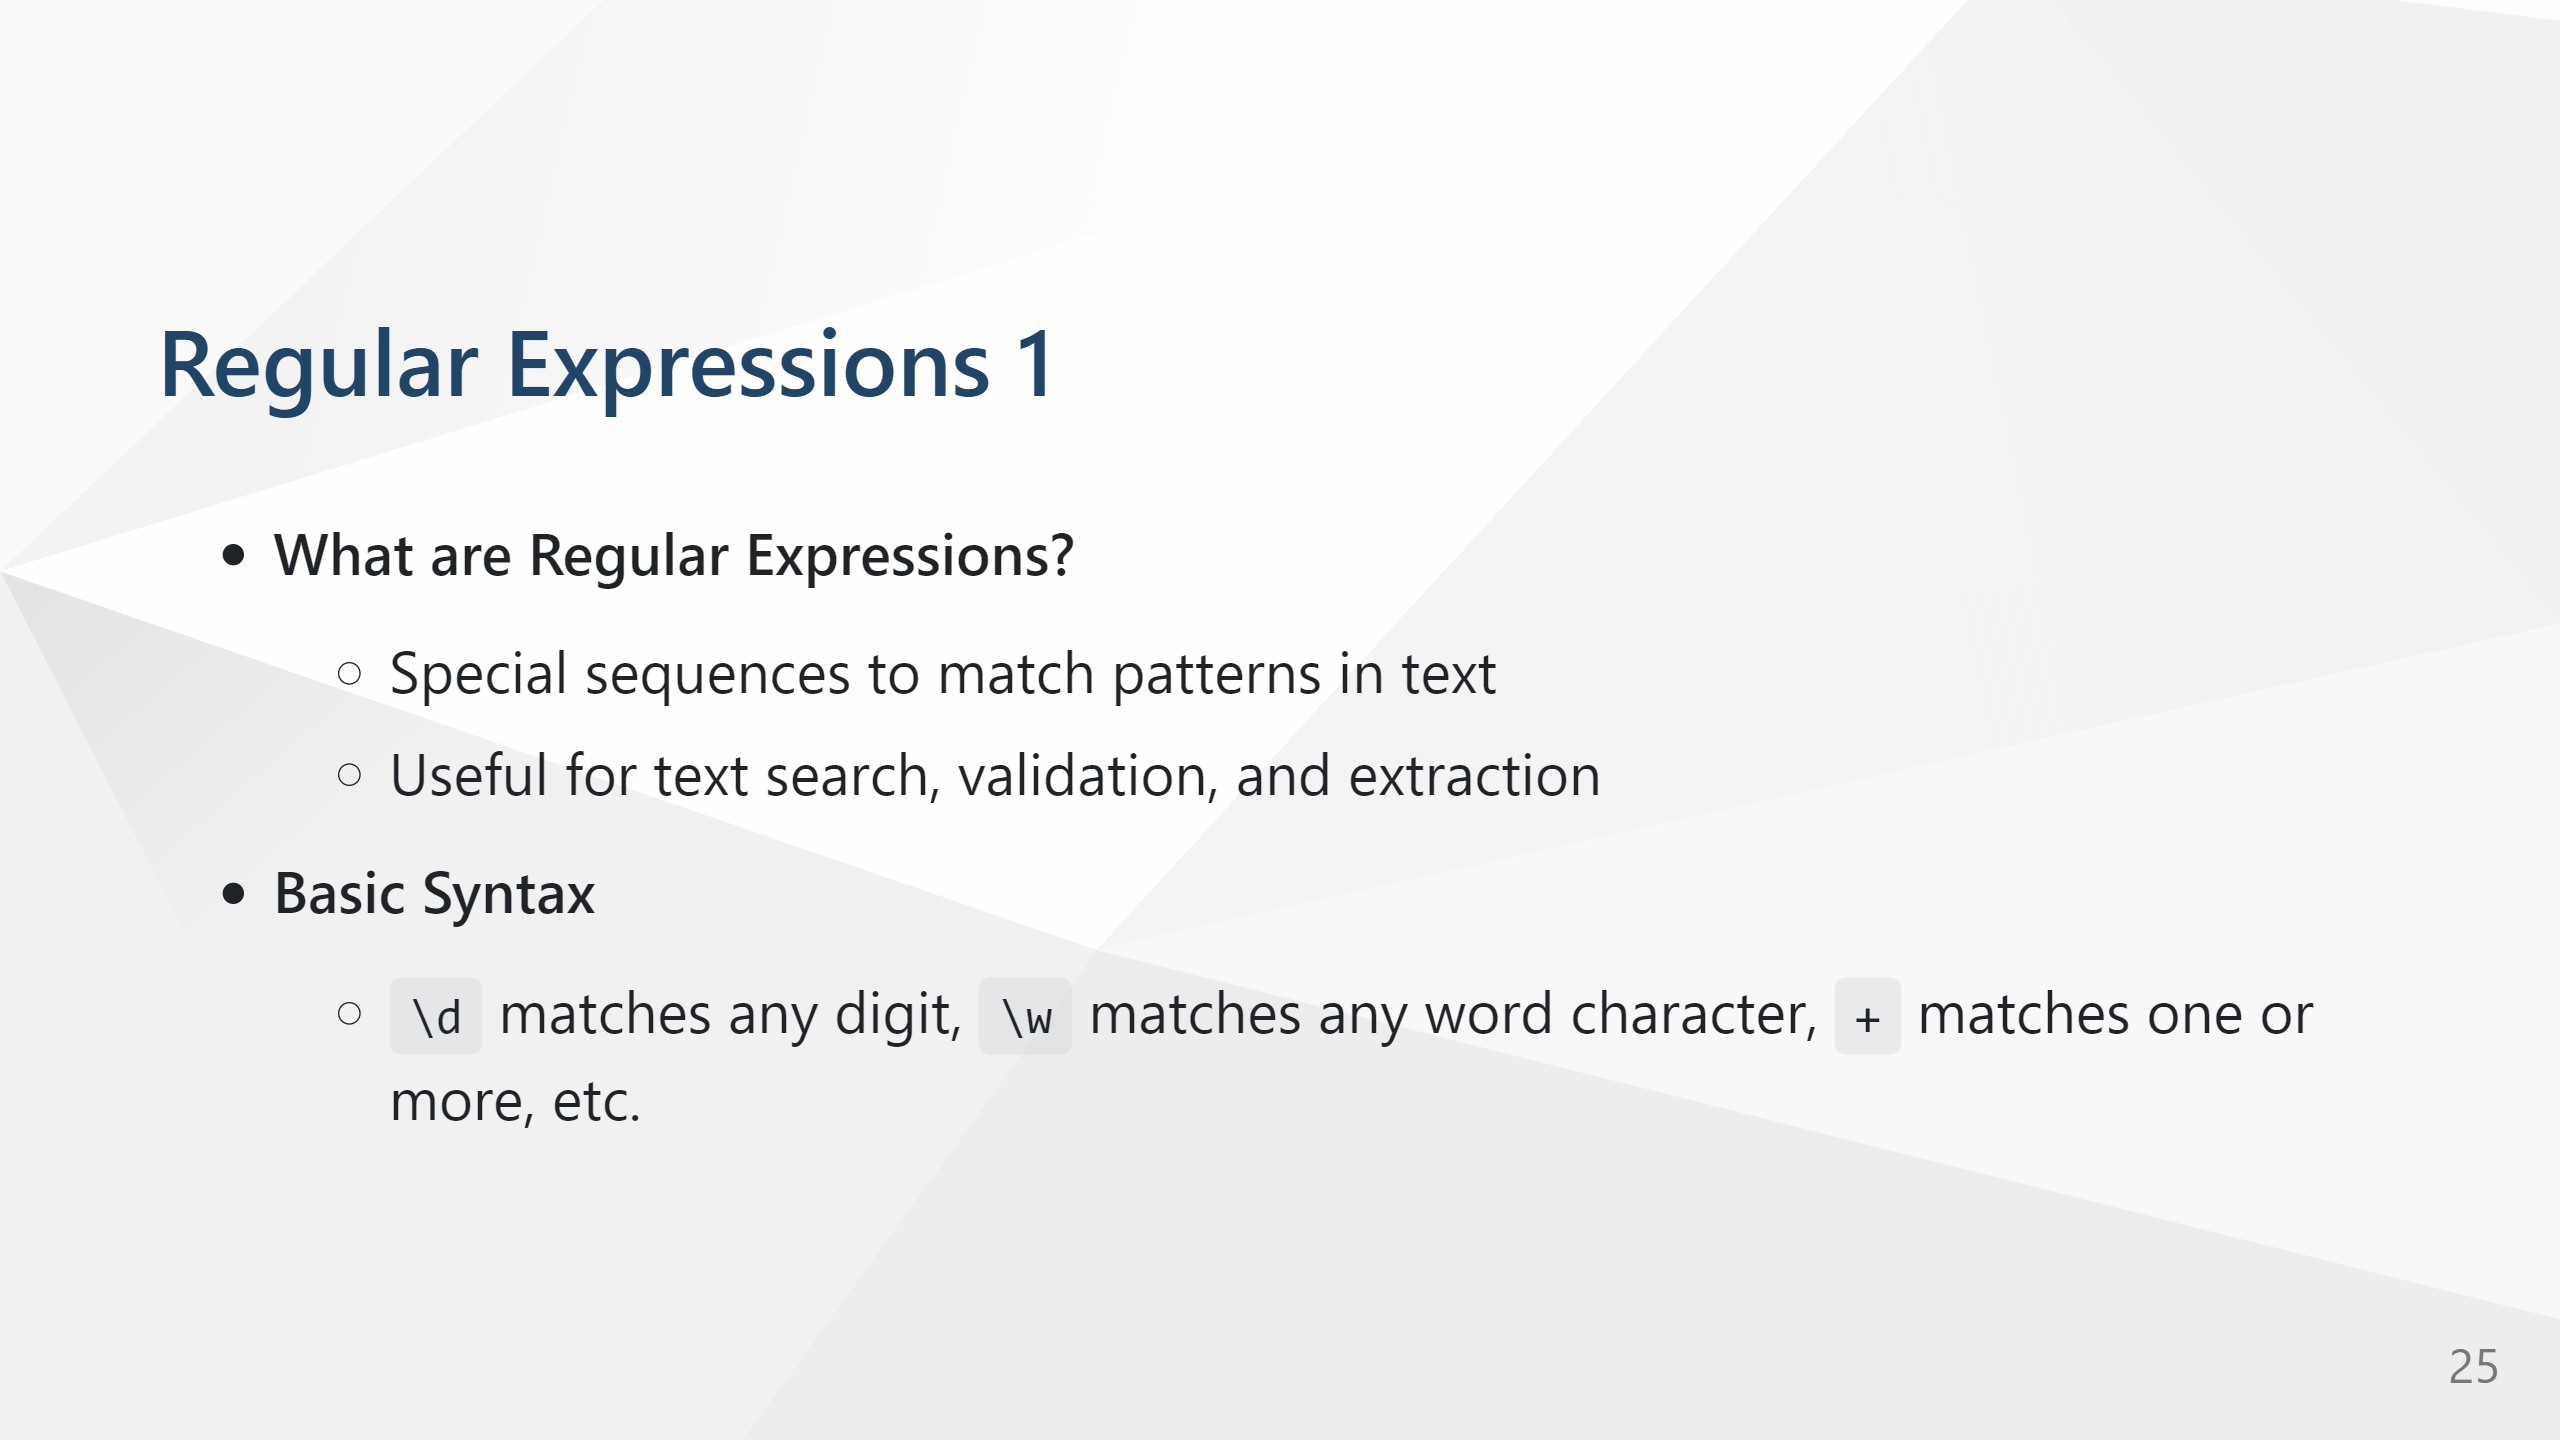 Regular Expressions 1
• What are Regular Expressions?
○ Special sequences to match patterns in text
○ Useful for text search, validation, and extraction
• Basic Syntax
○ \d matches any digit, \w matches any word character, + matches one or
more, etc.
25